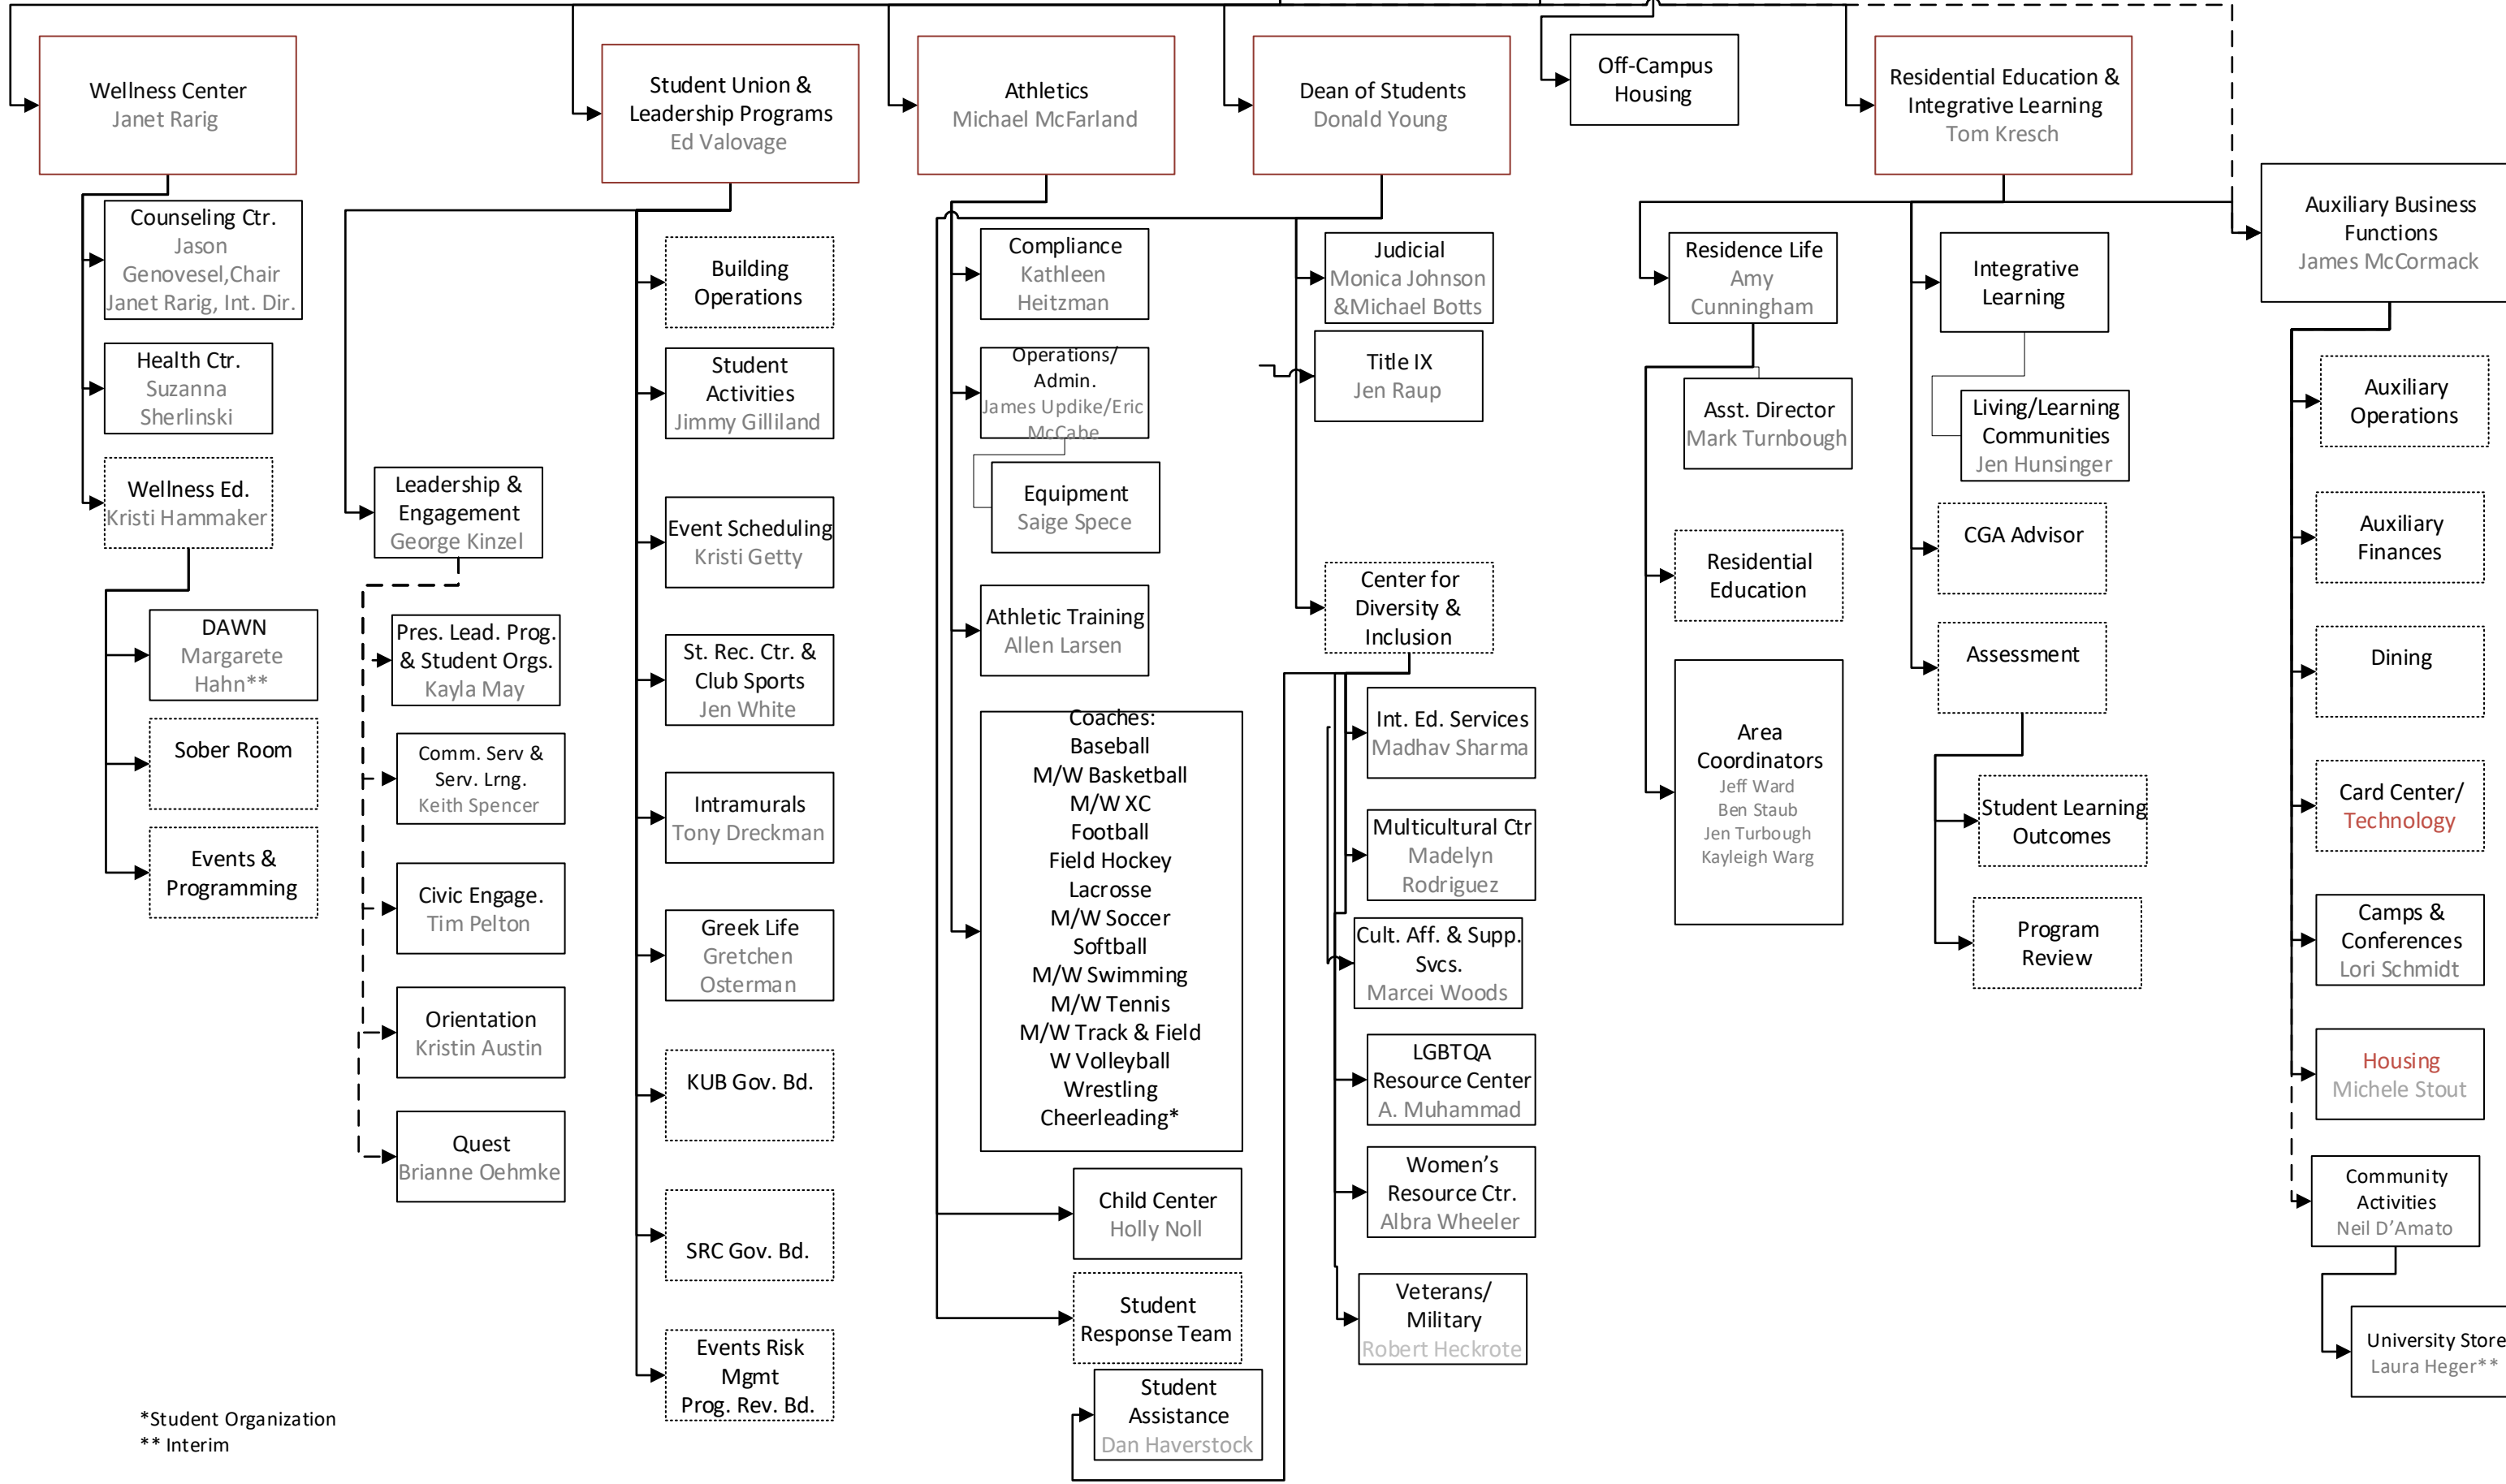 Wellness Center
Janet Rarig
Student Union &
Leadership Programs
Ed Valovage
Athletics
Michael McFarland
Dean of Students
Donald Young
Off-Campus
Housing
Residential Education &
Integrative Learning
Tom Kresch
Auxiliary Business
Functions
James McCormack
Counseling Ctr.
Jason
Genovesel,Chair
Janet Rarig, Int. Dir.
Health Ctr.
Suzanna
Sherlinski
Wellness Ed.
Kristi Hammaker
DAWN
Margarete
Hahn**
Sober Room
Events &
Programming
Leadership &
Engagement
George Kinzel
Pres. Lead. Prog.
& Student Orgs.
Kayla May
Comm. Serv &
Serv. Lrng.
Keith Spencer
Civic Engage.
Tim Pelton
Orientation
Kristin Austin
Quest
Brianne Oehmke
Building
Operations
Student
Activities
Jimmy Gilliland
Event Scheduling
Kristi Getty
St. Rec. Ctr. &
Club Sports
Jen White
Intramurals
Tony Dreckman
Greek Life
Gretchen
Osterman
KUB Gov. Bd.
SRC Gov. Bd.
Events Risk
Mgmt
Prog. Rev. Bd.
Compliance
Kathleen
Heitzman
Operations/
Admin.
James Updike/Eric
McCabe
Equipment
Saige Spece
Athletic Training
Allen Larsen
Coaches:
Baseball
M/W Basketball
M/W XC
Football
Field Hockey
Lacrosse
M/W Soccer
Softball
M/W Swimming
M/W Tennis
M/W Track & Field
W Volleyball
Wrestling
Cheerleading*
Child Center
Holly Noll
Student
Response Team
Student
Assistance
Dan Haverstock
Judicial
Monica Johnson
&Michael Botts
Title IX
Jen Raup
Center for
Diversity &
Inclusion
Int. Ed. Services
Madhav Sharma
Multicultural Ctr
Madelyn
Rodriguez
Cult. Aff. & Supp.
Svcs.
Marcei Woods
LGBTQA
Resource Center
A. Muhammad
Women’s
Resource Ctr.
Albra Wheeler
Veterans/
Military
Robert Heckrote
Residence Life
Amy
Cunningham
Asst. Director
Mark Turnbough
Residential
Education
Area
Coordinators
Jeff Ward
Ben Staub
Jen Turbough
Kayleigh Warg
Integrative
Learning
Living/Learning
Communities
Jen Hunsinger
CGA Advisor
Assessment
Student Learning
Outcomes
Program
Review
Auxiliary
Operations
Auxiliary
Finances
Dining
Card Center/
Technology
Camps &
Conferences
Lori Schmidt
Housing
Michele Stout
Community
Activities
Neil D’Amato
University Store
Laura Heger**
*Student Organization
** Interim